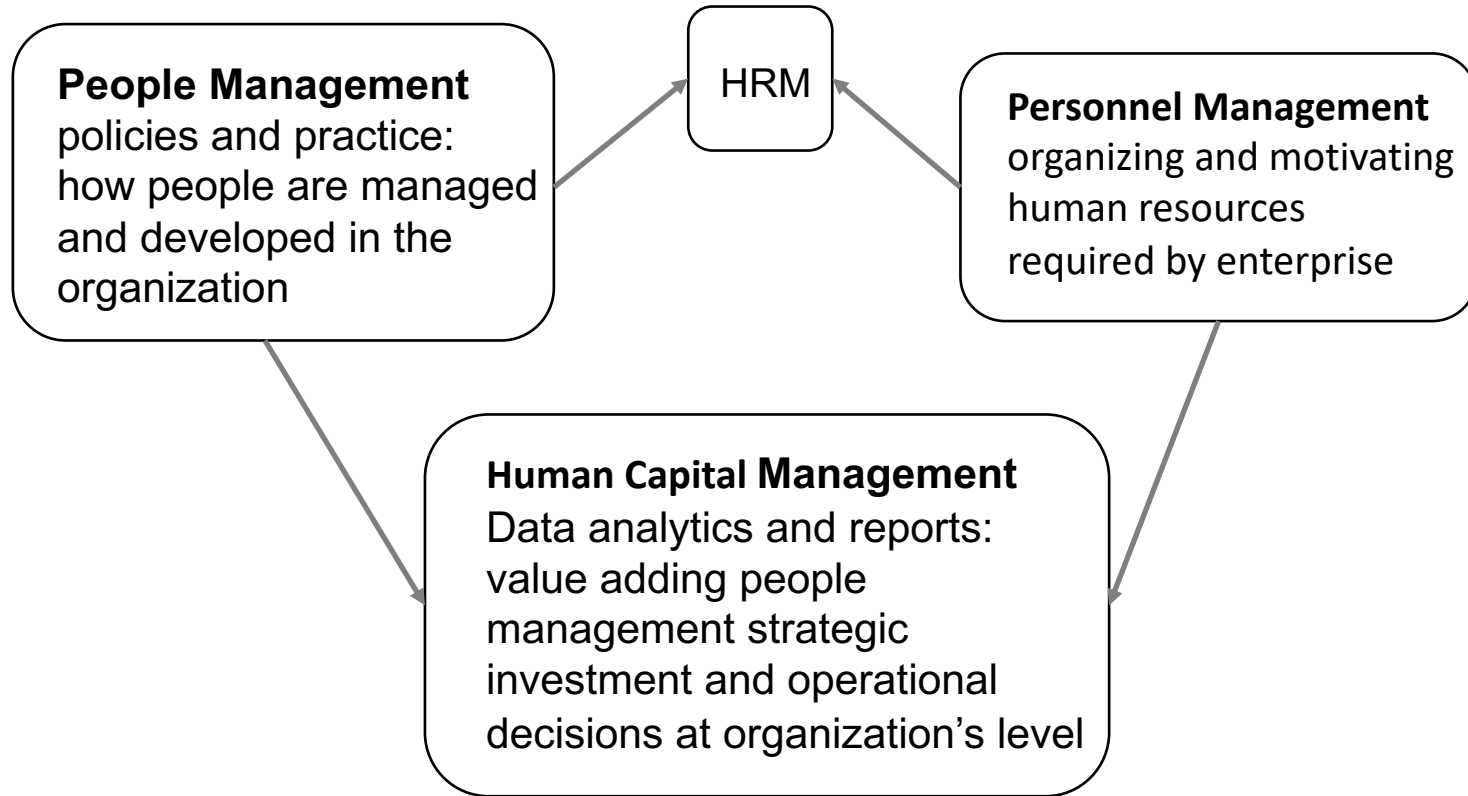 People Management
policies and practice:
how people are managed
and developed in the
organization
HRM
Personnel Management
organizing and motivating
human resources
required by enterprise
Human Capital Management
Data analytics and reports:
value adding people
management strategic
investment and operational
decisions at organization’s level